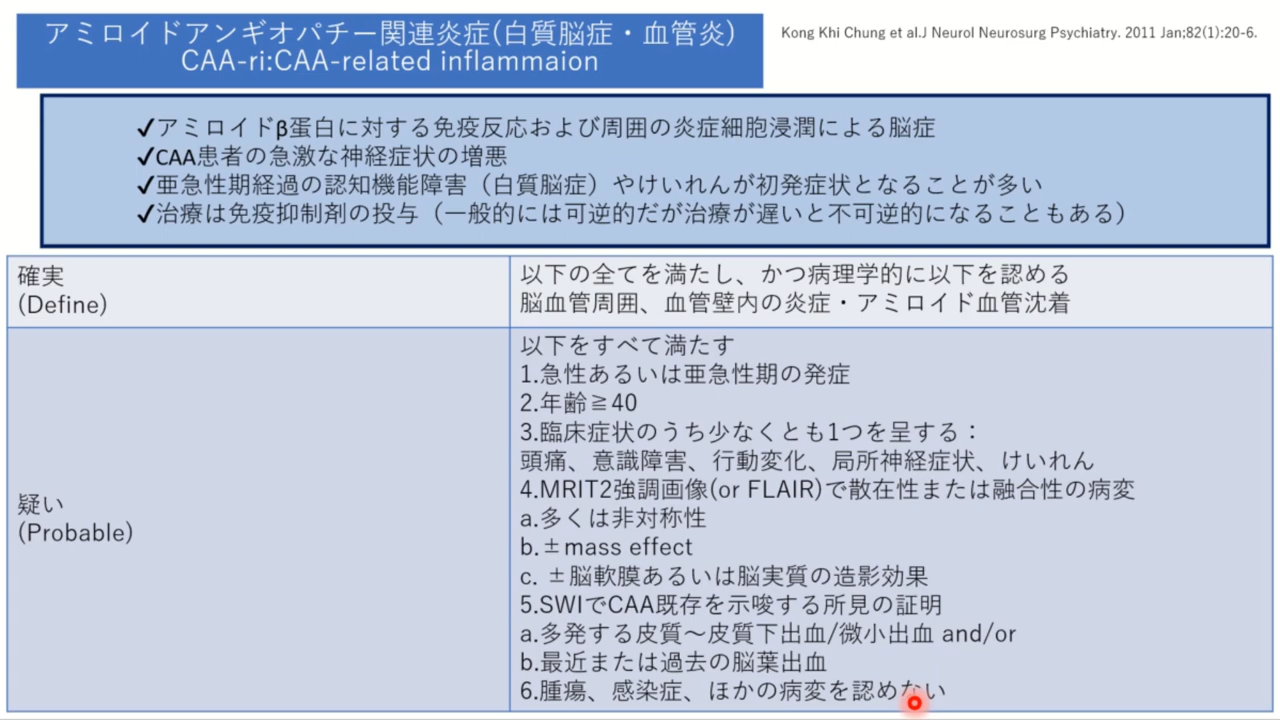 アミロイドアンギオパチー関連炎症(白質脳症・血管炎)
CAA-ri:CAA-related inflammaion
Kong Khi Chung et al.J Neurol Neurosurg Psychiatry. 2011 Jan;82(1):20-6.
✓アミロイドβ蛋白に対する免疫反応および周囲の炎症細胞浸潤による脳症
✓CAA患者の急激な神経症状の増悪
✓亜急性期経過の認知機能障害（白質脳症）やけいれんが初発症状となることが多い
✓治療は免疫抑制剤の投与（一般的には可逆的だが治療が遅いと不可逆的になることもある）
確実
(Define)
以下の全てを満たし、かつ病理学的に以下を認める
脳血管周囲、血管壁内の炎症・アミロイド血管沈着
疑い
(Probable)
以下をすべて満たす
1.急性あるいは亜急性期の発症
2.年齢≧40
3.臨床症状のうち少なくとも1つを呈する：
頭痛、意識障害、行動変化、局所神経症状、けいれん
4.MRIT2強調画像(or FLAIR)で散在性または融合性の病変
a.多くは非対称性
b.±mass effect
c. ±脳軟膜あるいは脳実質の造影効果
5.SWIでCAA既存を示唆する所見の証明
a.多発する皮質～皮質下出血/微小出血 and/or
b.最近または過去の脳葉出血
6.腫瘍、感染症、ほかの病変を認めない